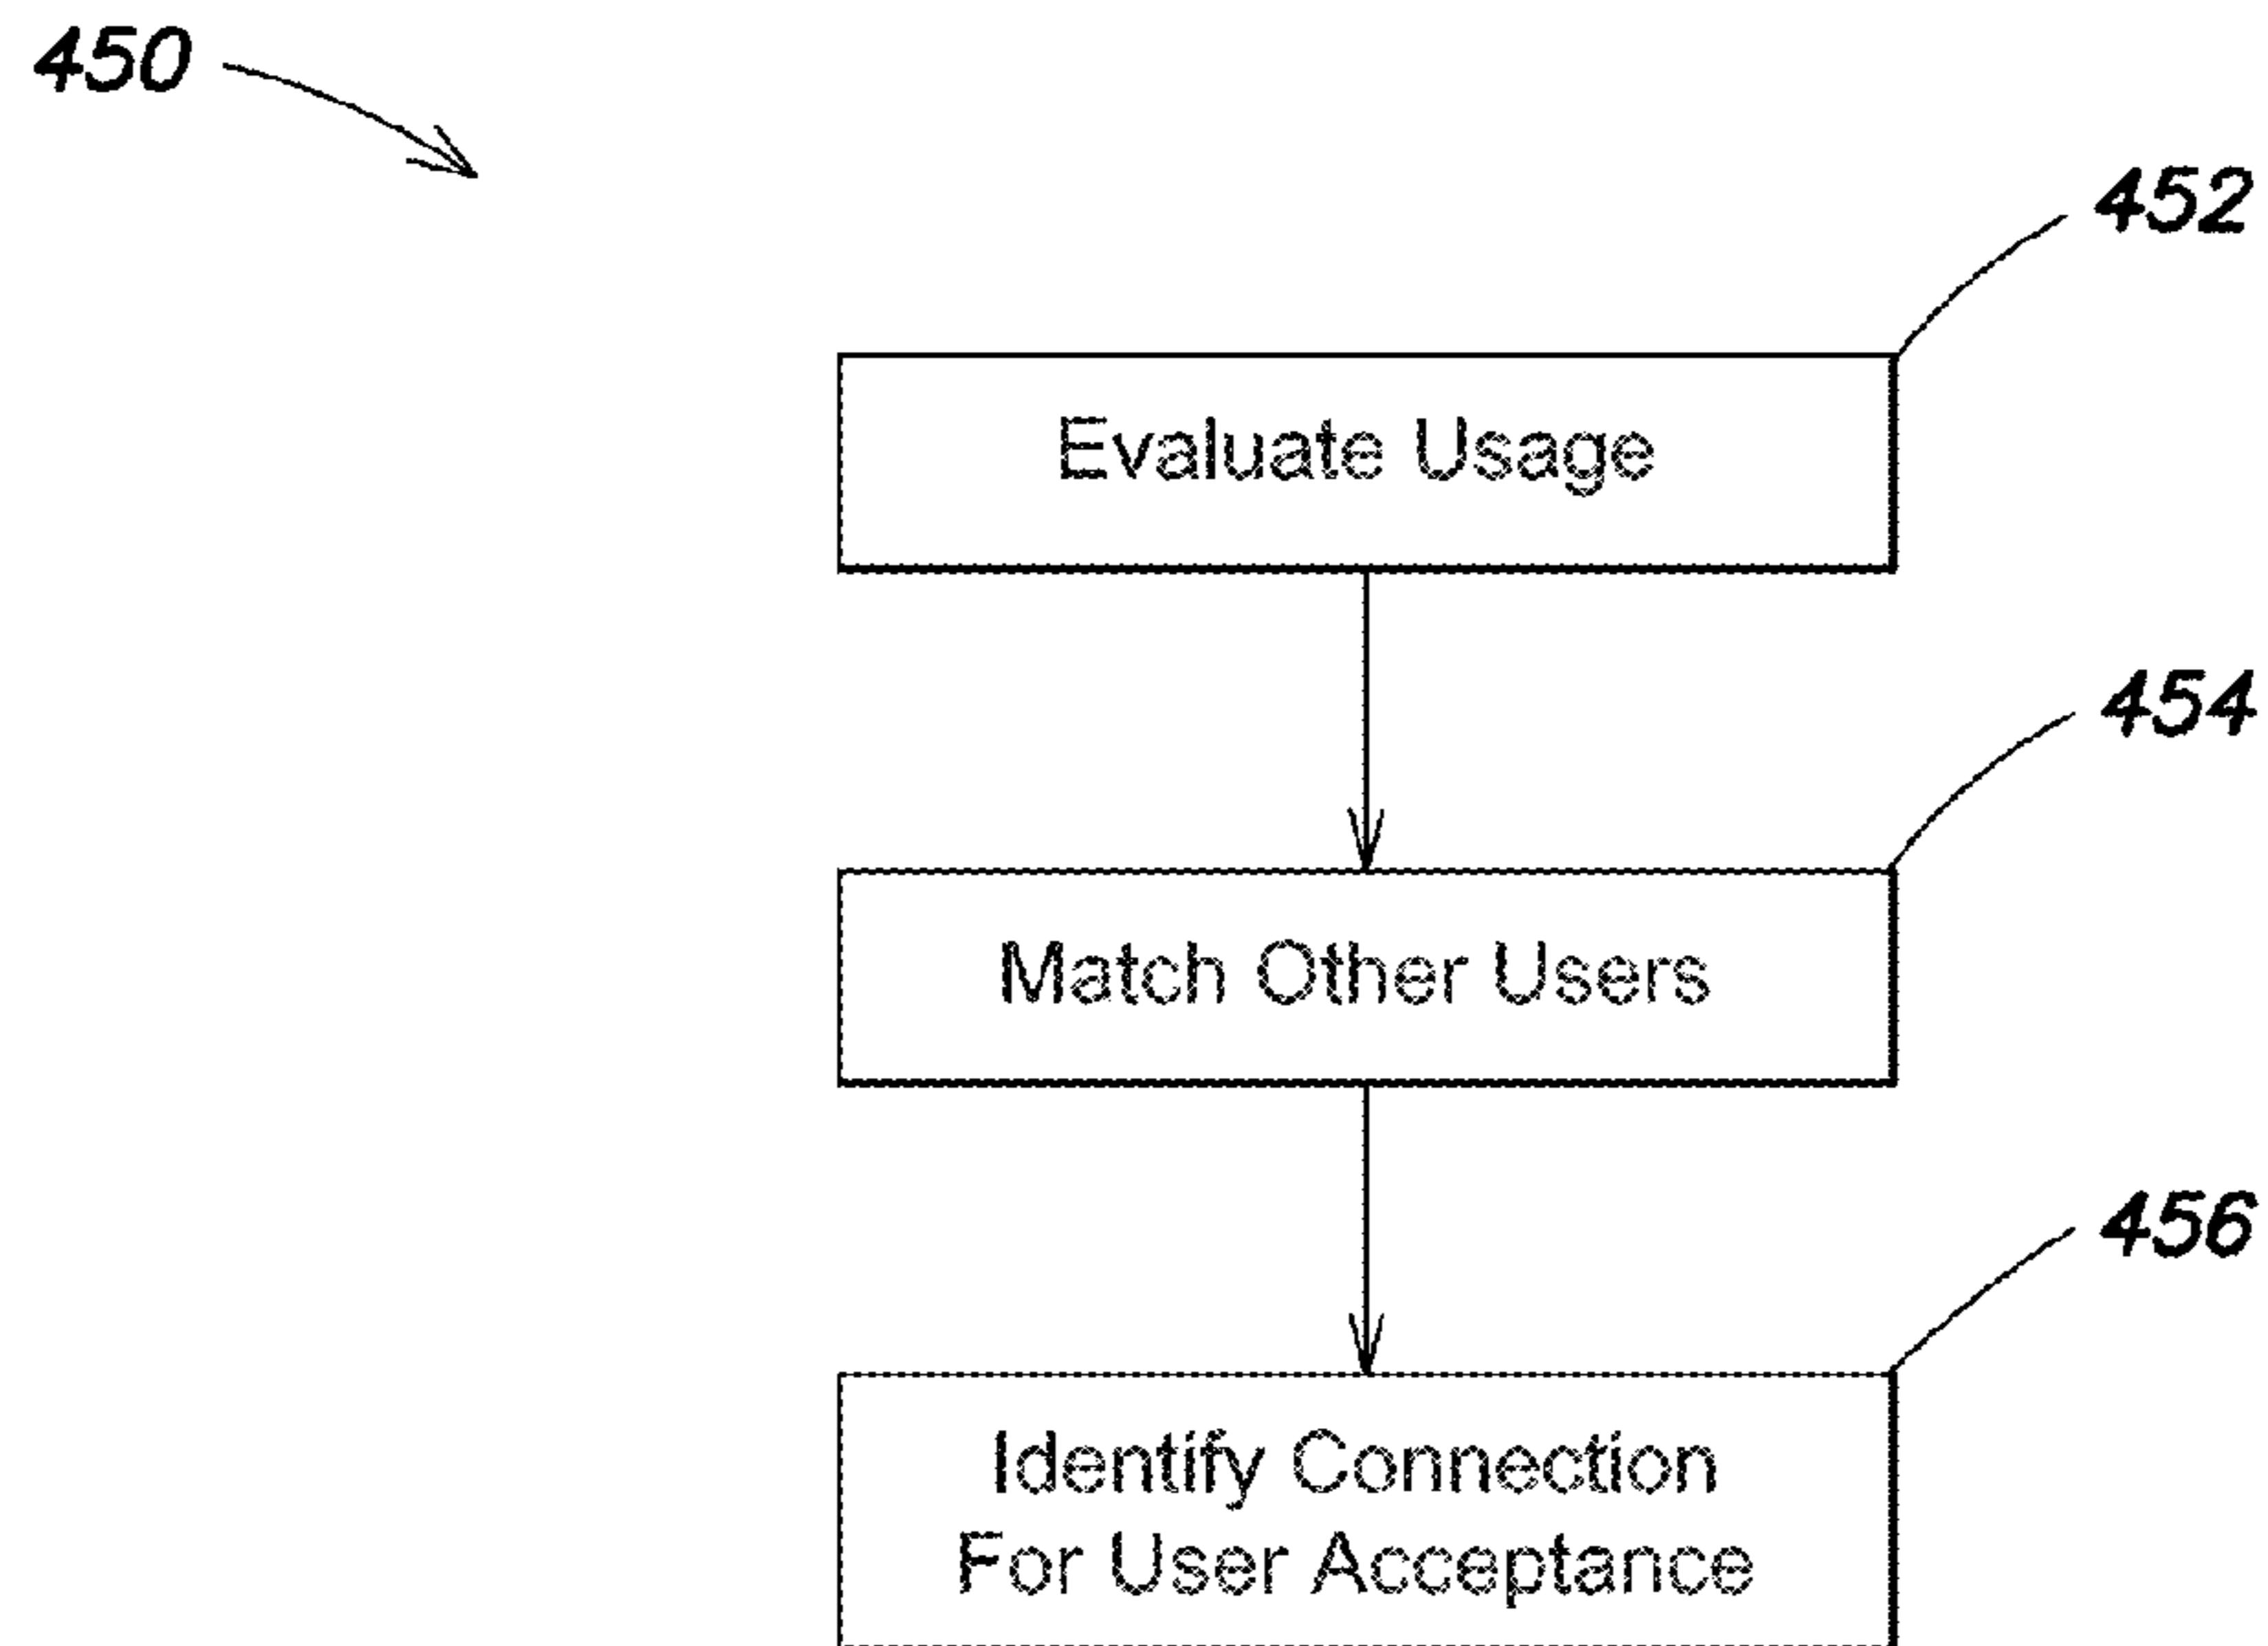 450
452
Evaluate Usage
454
Match Other Users
456
Identify Connection
For User Acceptance